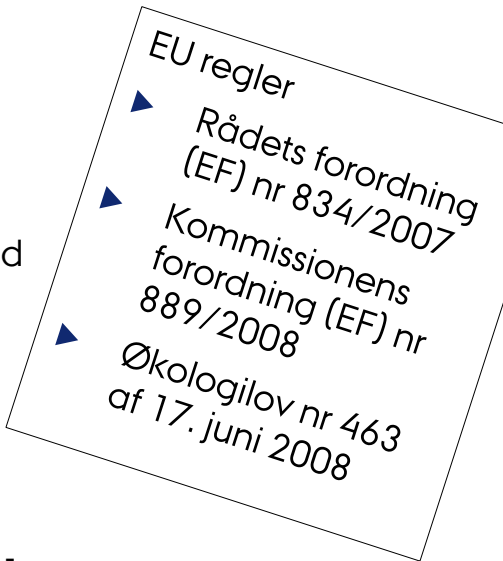 EU regler
Rådets forordning
(EF) nr 834/2007
Kommissionens
forordning (EF) nr
889/2008
Økologilov nr 463
af 17. juni 2008
d
-